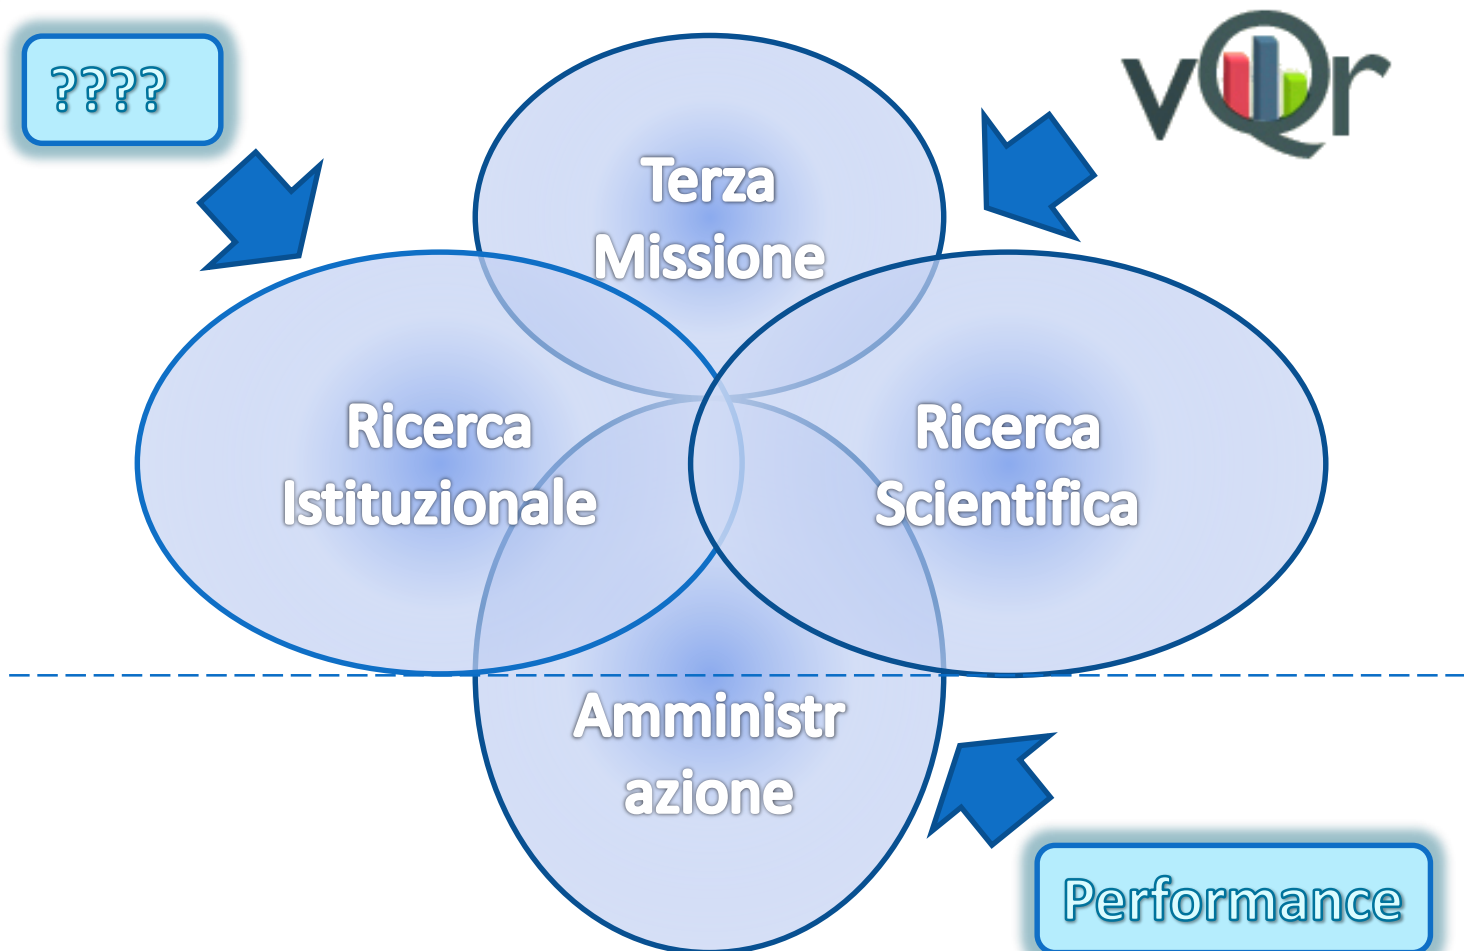 ????
vQr
Terza
Missione
Ricerca
Istituzionale
Ricerca
Scientifica
Amministr
azione
Performance